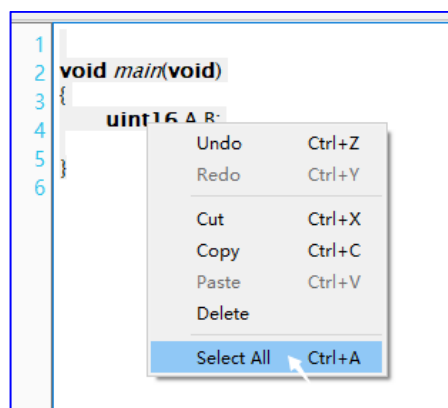 1
2 void main(void)
3 {
4 uint16 A,B;
5 }
6
Undo Ctrl+Z
Redo Ctrl+Y
Cut Ctrl+X
Copy Ctrl+C
Paste Ctrl+V
Delete
Select All Ctrl+A